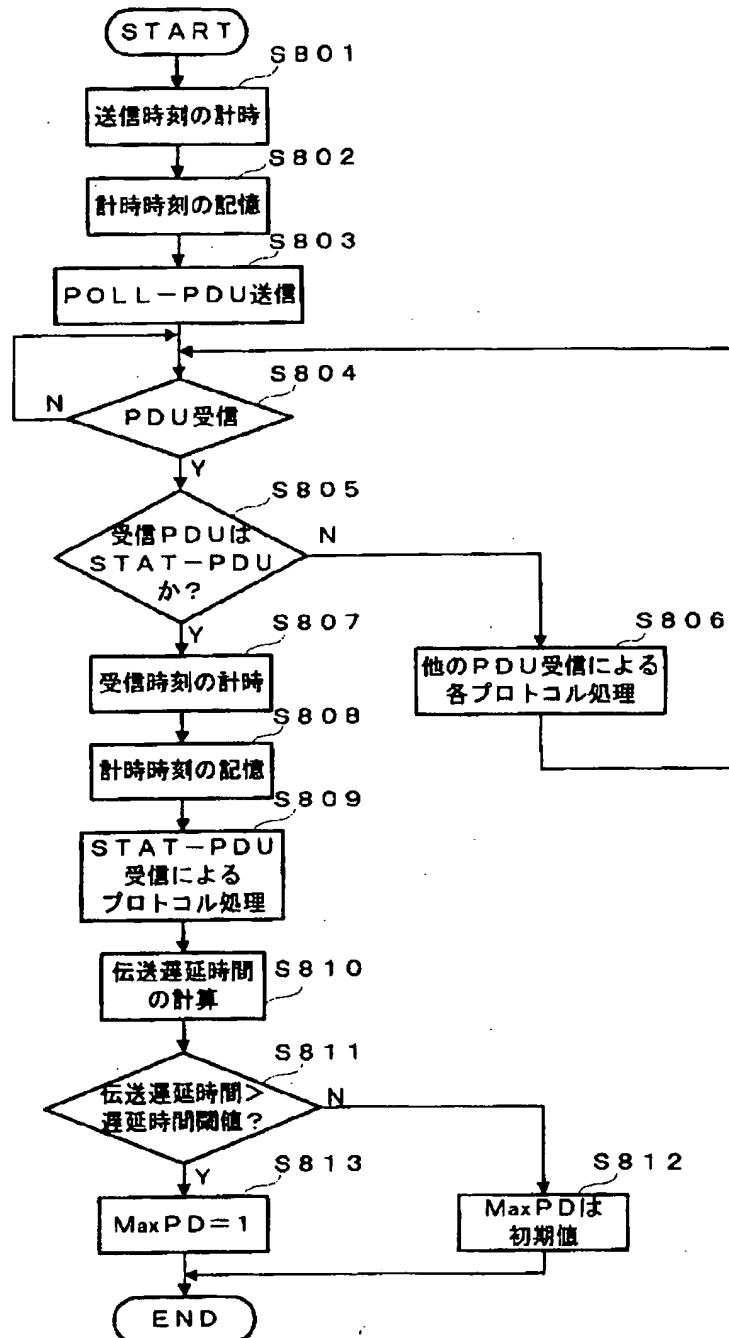 START
S801
送信時刻の計時
S802
計時時刻の記憶
S803
POLL-PDU送信
S804
N
PDU受信
Y
S805
受信PDUは
STAT-PDU
か?
N
Y
S806
他のPDU受信による
各プロトコル処理
S807
受信時刻の計時
S808
計時時刻の記憶
S809
STAT-PDU
受信による
プロトコル処理
S810
伝送遅延時間
の計算
S811
伝送遅延時間>
遅延時間閾値?
N
Y
S813
MaxPD=1
S812
MaxPDは
初期値
END